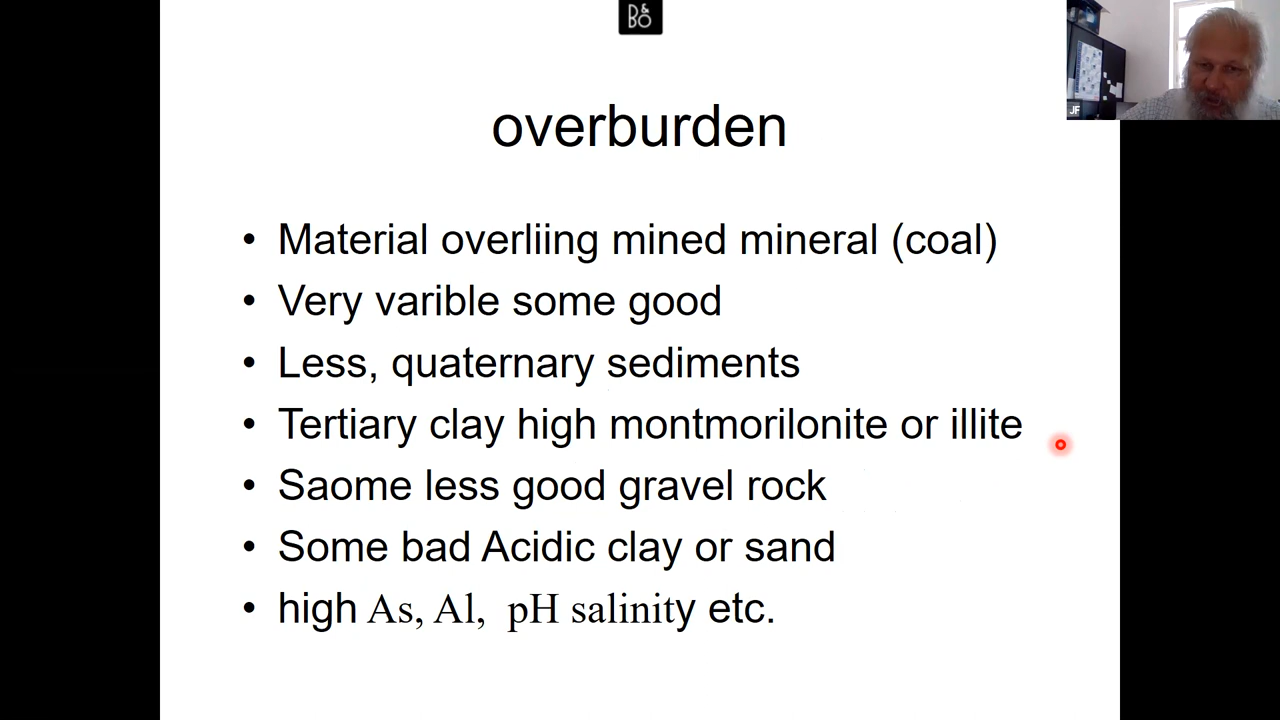 B&O
JF
overburden
• Material overliing mined mineral (coal)
• Very varible some good
• Less, quaternary sediments
• Tertiary clay high montmorilonite or illite
• Saome less good gravel rock
• Some bad Acidic clay or sand
• high As, Al,  pH salinity etc.